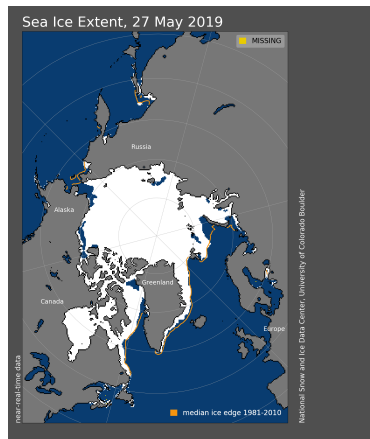 Sea Ice Extent, 27 May 2019
MISSING
Russia
Alaska
Greenland
Canada
Europe
near-real-time data
National Snow and Ice Data Center, University of Colorado Boulder
median ice edge 1981-2010